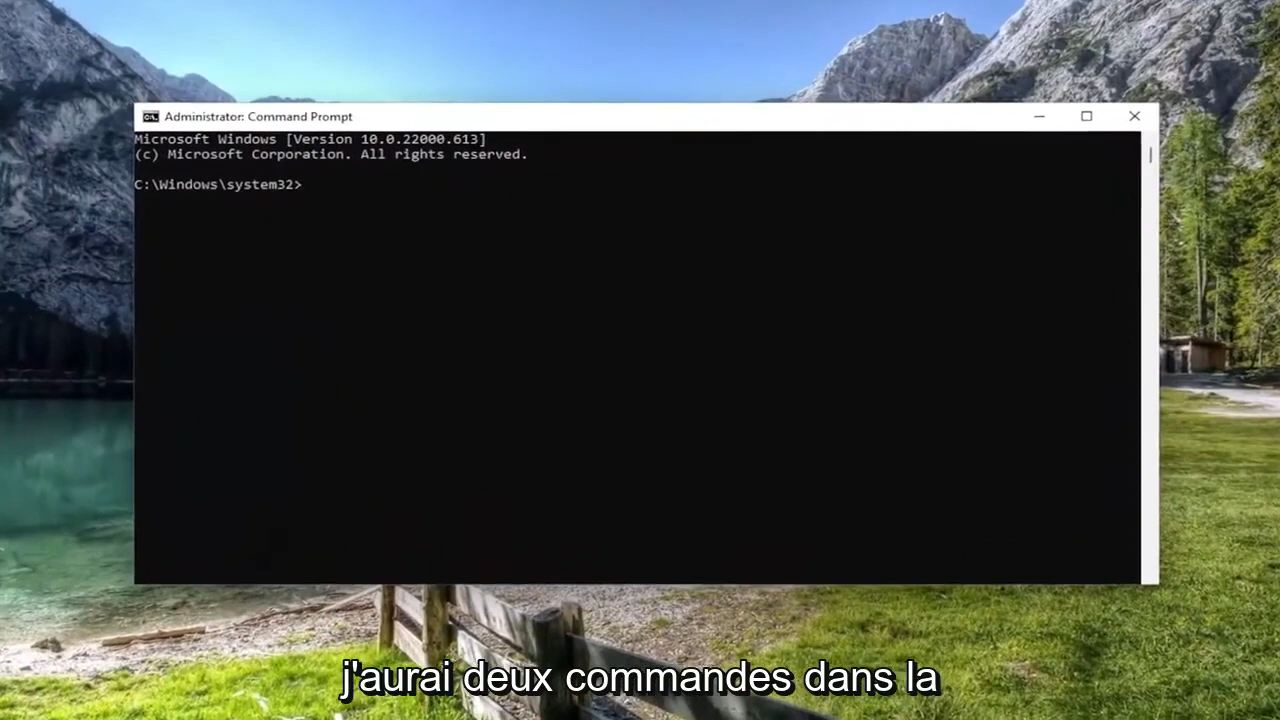 Administrator: Command Prompt
Microsoft Windows [Version 10.0.22000.613]
(c) Microsoft Corporation. All rights reserved.
C:\Windows\system32>
j'aurai deux commandes dans la